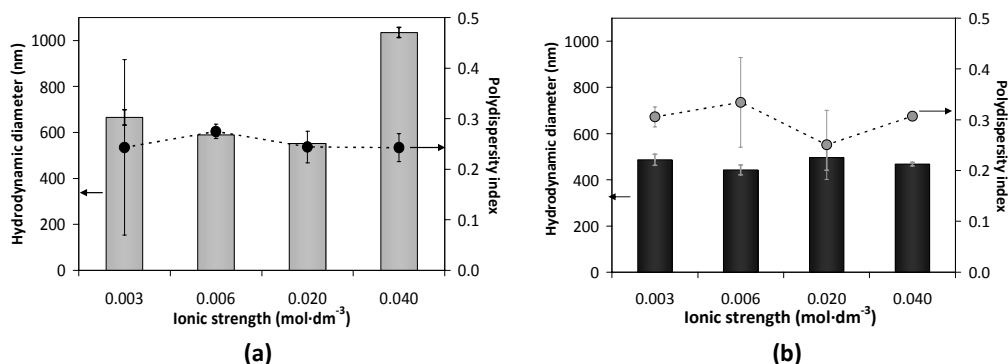 Hydrodynamic diameter (nm)
1000
800
600
400
200
0
0.5
0.4
0.3
0.2
0.1
0.0
Polydispersity index
0.003 0.006 0.020 0.040
Ionic strength (mol·dm-3)
(a)
Hydrodynamic diameter (nm)
1000
800
600
400
200
0
0.5
0.4
0.3
0.2
0.1
0.0
Polydispersity index
0.003 0.006 0.020 0.040
Ionic strength (mol·dm-3)
(b)